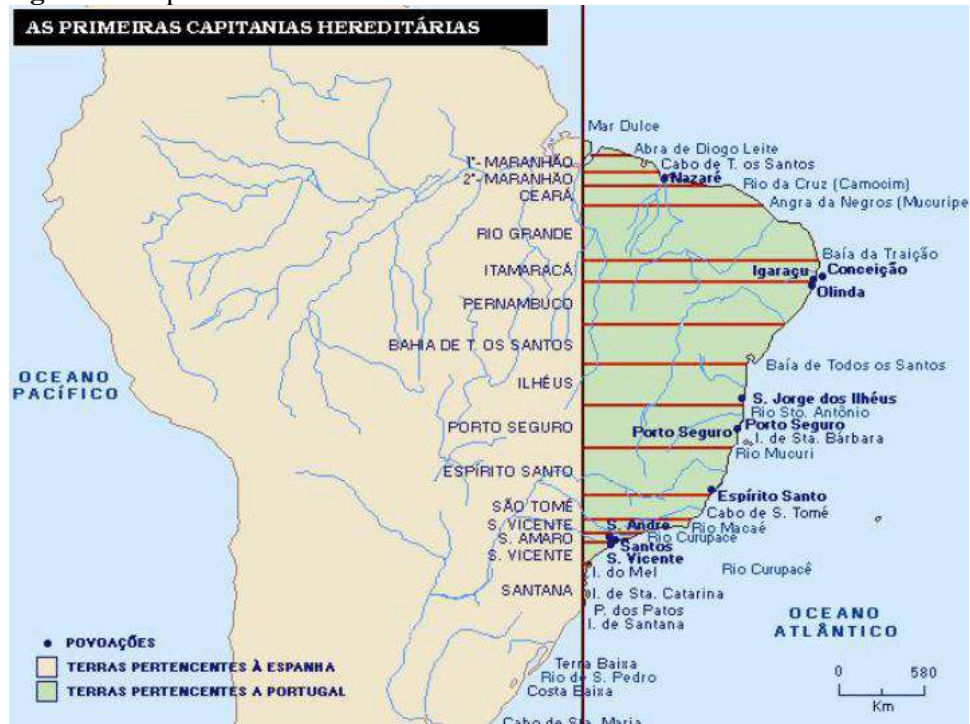 AS PRIMEIRAS CAPITANIAS HEREDITÁRIAS
Mar Dulce
Abra de Diogo Leite
1º- MARANHÃO
Cabo de T. os Santos
2º- MARANHÃO
Nazaré
Rio da Cruz (Camocim)
CEARÁ
Angra da Negros (Mucuripe
RIO GRANDE
Baía da Traição
ITAMARACÁ
Igaraçu
Conceição
Olinda
PERNAMBUCO
BAHIA DE T. OS SANTOS
Baía de Todos os Santos
OCEANO
PACÍFICO
ILHÉUS
S. Jorge dos Ilhéus
Rio Sto. Antônio
PORTO SEGURO
Porto Seguro
Porto Seguro
I. de Sta. Bárbara
Rio Mucuri
ESPÍRITO SANTO
Espírito Santo
SÃO TOMÉ
Cabo de S. Tomé
S. VICENTE
S. André
Rio Macaé
S. AMARO
Rio Curupacê
Santos
S. VICENTE
S. Vicente
I. do Mel
Rio Curupacê
SANTANA
I. de Sta. Catarina
P. dos Patos
I. de Santana
OCEANO
ATLÂNTICO
POVOAÇÕES
TERRAS PERTENCENTES À ESPANHA
TERRAS PERTENCENTES A PORTUGAL
Terra Baixa
Rio de S. Pedro
Costa Baixa
Cabo de Sta. Maria
0 580
Km